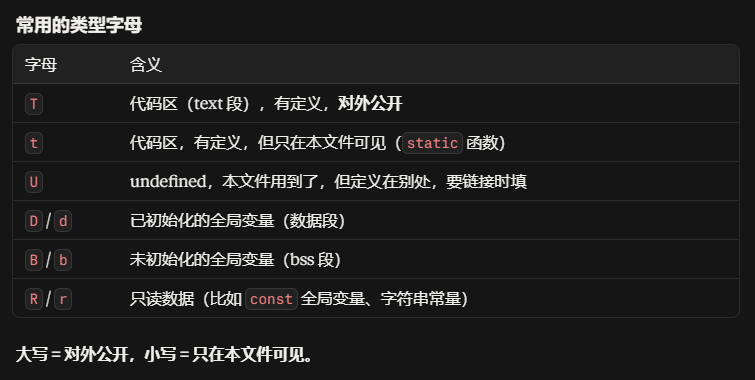 常用的类型字母
字母 含义
T 代码区（text 段），有定义，对外公开
t 代码区，有定义，但只在本文件可见（static 函数）
U undefined，本文件用到了，但定义在别处，要链接时填
D / d 已初始化的全局变量（数据段）
B / b 未初始化的全局变量（bss 段）
R / r 只读数据（比如 const 全局变量、字符串常量）
大写 = 对外公开，小写 = 只在本文件可见。